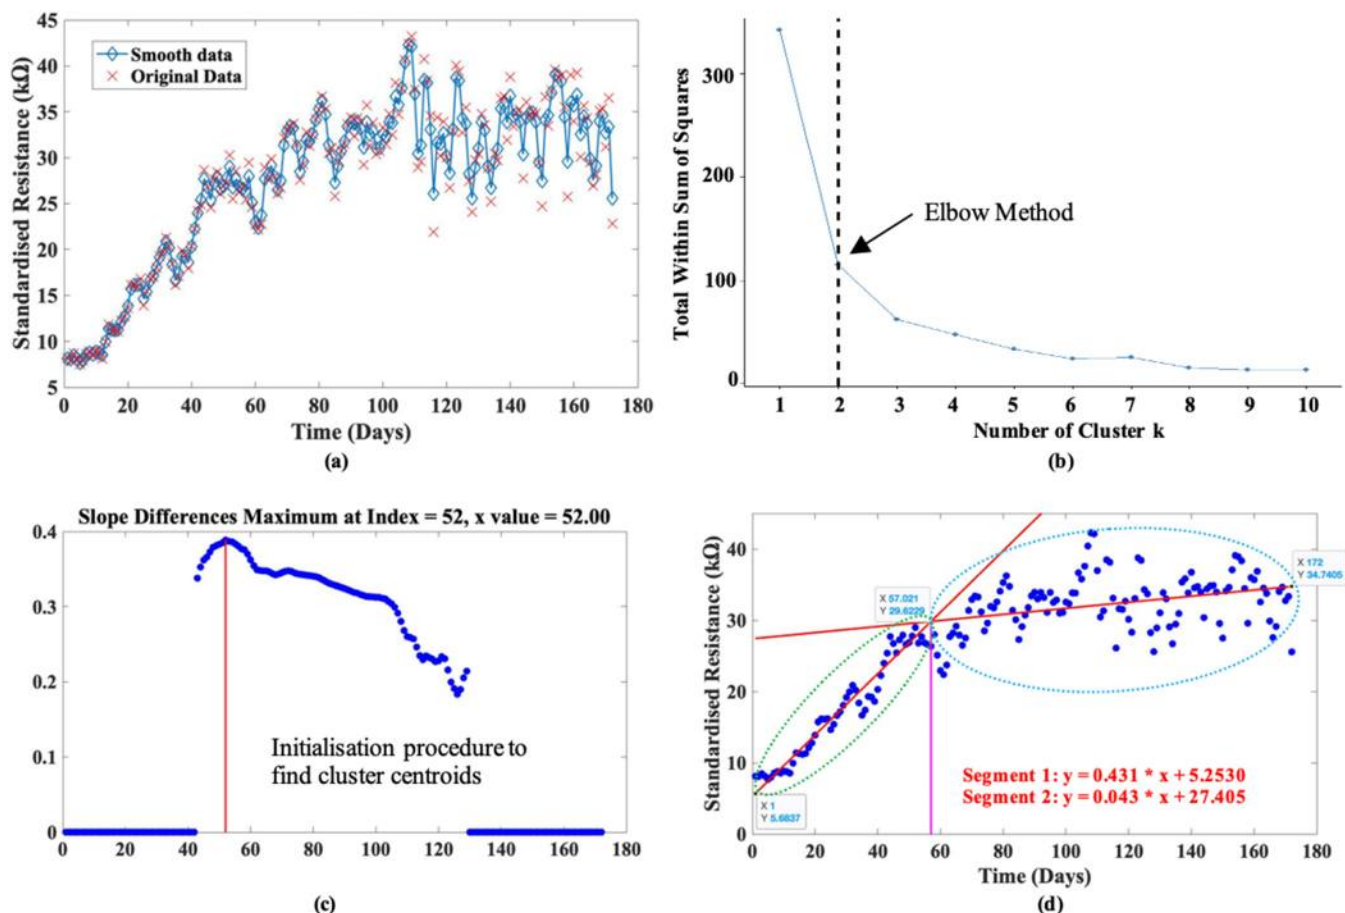 45
40
35
30
25
20
15
10
5
Standardised Resistance (kΩ)
Smooth data
Original Data
0 20 40 60 80 100 120 140 160 180
Time (Days)
(a)
300
200
100
0
Total Within Sum of Squares
Elbow Method
1 2 3 4 5 6 7 8 9 10
Number of Cluster k
(b)
Slope Differences Maximum at Index = 52, x value = 52.00
0.4
0.3
0.2
0.1
0
Initialisation procedure to
find cluster centroids
0 20 40 60 80 100 120 140 160 180
(c)
40
30
20
10
0
Standardised Resistance (kΩ)
X 57.021
Y 29.6229
X 172
Y 34.7405
X 1
Y 5.6837
Segment 1: y = 0.431 * x + 5.2530
Segment 2: y = 0.043 * x + 27.405
0 20 40 60 80 100 120 140 160 180
Time (Days)
(d)